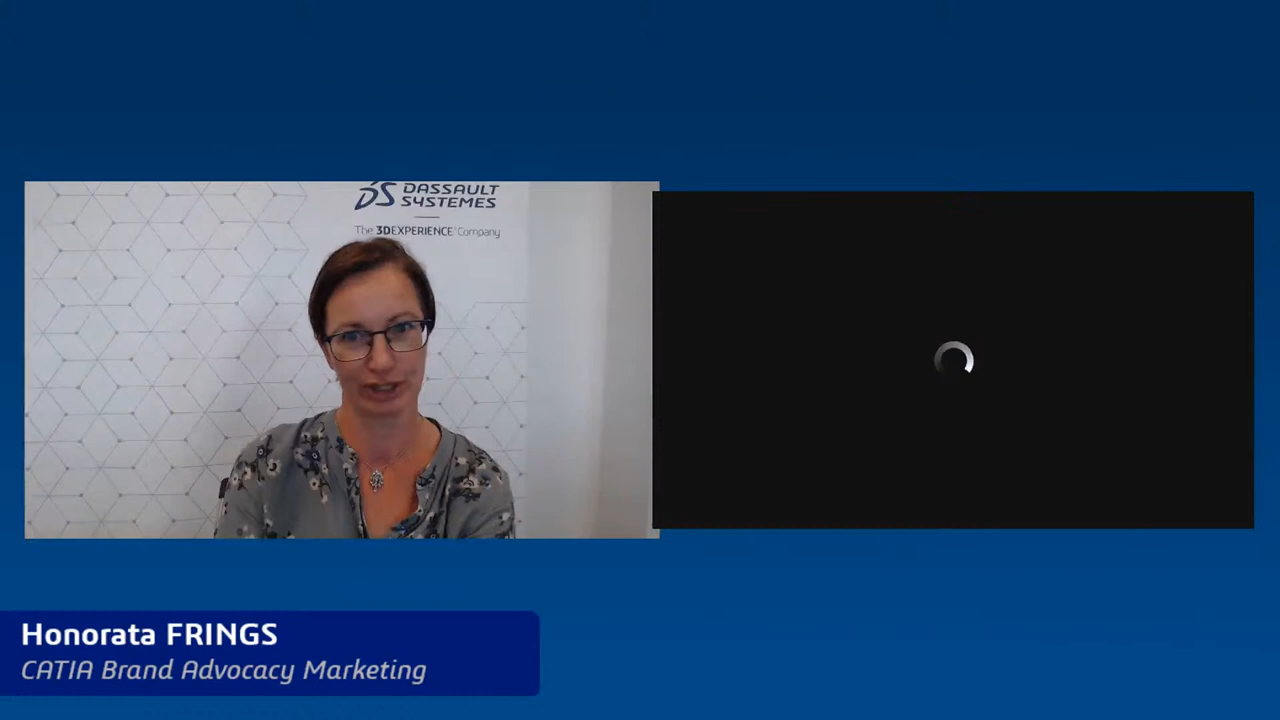 DASSAULT
SYSTEMES
The 3DEXPERIENCE Company
Honorata FRINGS
CATIA Brand Advocacy Marketing